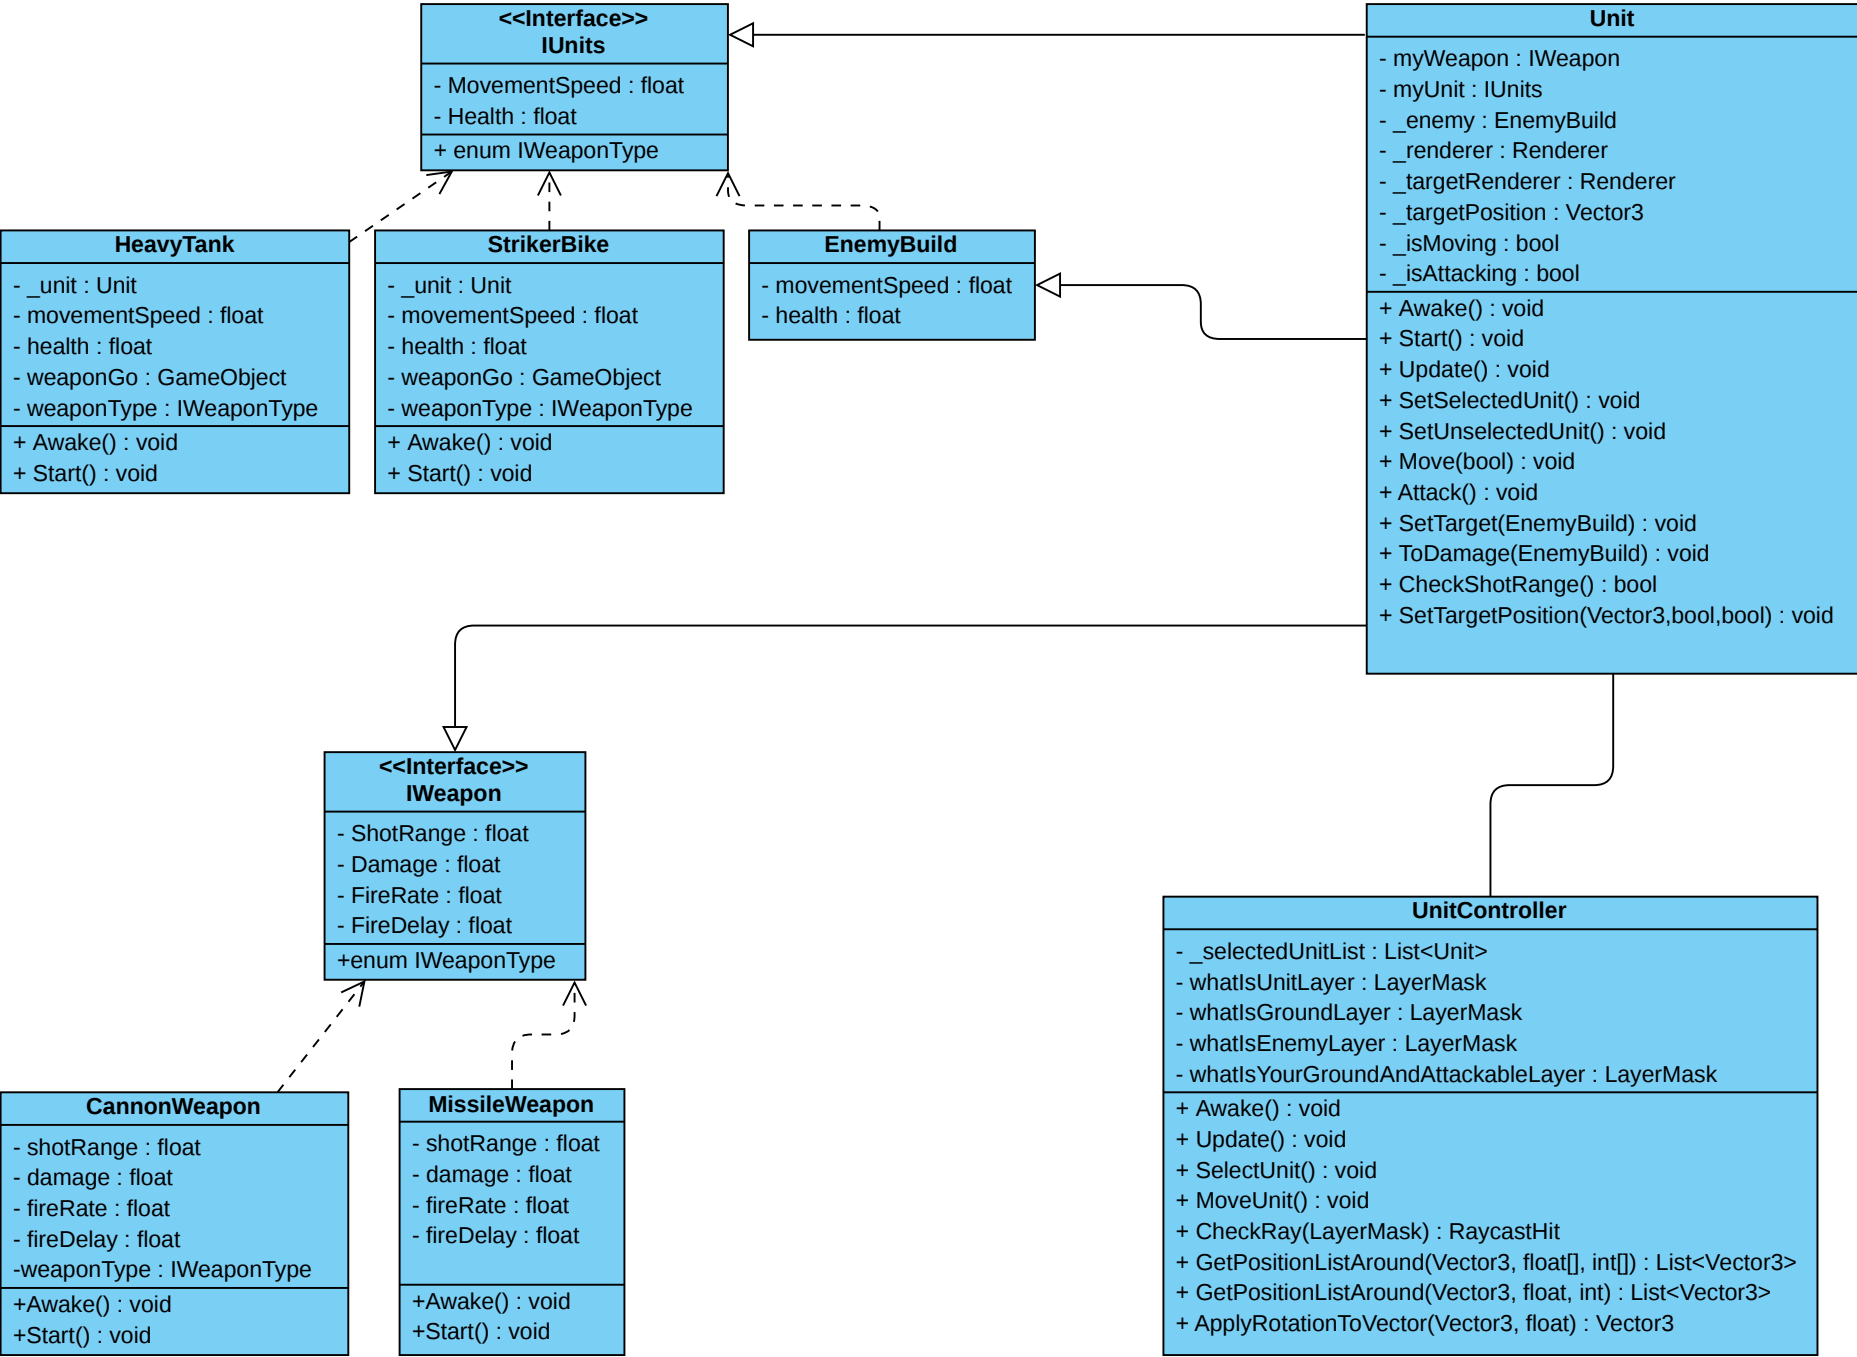 <<Interface>>
IUnits
- MovementSpeed : float
- Health : float
+ enum IWeaponType
Unit
- myWeapon : IWeapon
- myUnit : IUnits
- _enemy : EnemyBuild
- _renderer : Renderer
- _targetRenderer : Renderer
- _targetPosition : Vector3
- _isMoving : bool
- _isAttacking : bool
+ Awake() : void
+ Start() : void
+ Update() : void
+ SetSelectedUnit() : void
+ SetUnselectedUnit() : void
+ Move(bool) : void
+ Attack() : void
+ SetTarget(EnemyBuild) : void
+ ToDamage(EnemyBuild) : void
+ CheckShotRange() : bool
+ SetTargetPosition(Vector3,bool,bool) : void
HeavyTank
- _unit : Unit
- movementSpeed : float
- health : float
- weaponGo : GameObject
- weaponType : IWeaponType
+ Awake() : void
+ Start() : void
StrikerBike
- _unit : Unit
- movementSpeed : float
- health : float
- weaponGo : GameObject
- weaponType : IWeaponType
+ Awake() : void
+ Start() : void
EnemyBuild
- movementSpeed : float
- health : float
<<Interface>>
IWeapon
- ShotRange : float
- Damage : float
- FireRate : float
- FireDelay : float
+enum IWeaponType
UnitController
- _selectedUnitList : List<Unit>
- whatIsUnitLayer : LayerMask
- whatIsGroundLayer : LayerMask
- whatIsEnemyLayer : LayerMask
- whatIsYourGroundAndAttackableLayer : LayerMask
+ Awake() : void
+ Update() : void
+ SelectUnit() : void
+ MoveUnit() : void
+ CheckRay(LayerMask) : RaycastHit
+ GetPositionListAround(Vector3, float[], int[]) : List<Vector3>
+ GetPositionListAround(Vector3, float, int) : List<Vector3>
+ ApplyRotationToVector(Vector3, float) : Vector3
CannonWeapon
- shotRange : float
- damage : float
- fireRate : float
- fireDelay : float
-weaponType : IWeaponType
+Awake() : void
+Start() : void
MissileWeapon
- shotRange : float
- damage : float
- fireRate : float
- fireDelay : float
+Awake() : void
+Start() : void